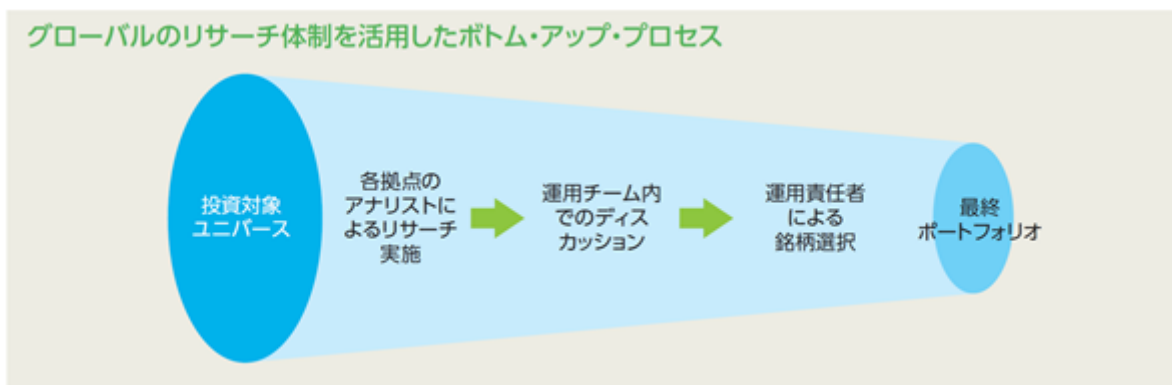 グローバルのリサーチ体制を活用したボトム・アップ・プロセス
投資対象
ユニバース
各拠点の
アナリストに
よるリサーチ
実施
運用チーム内
でのディス
カッション
運用責任者
による
銘柄選択
最終
ポートフォリオ